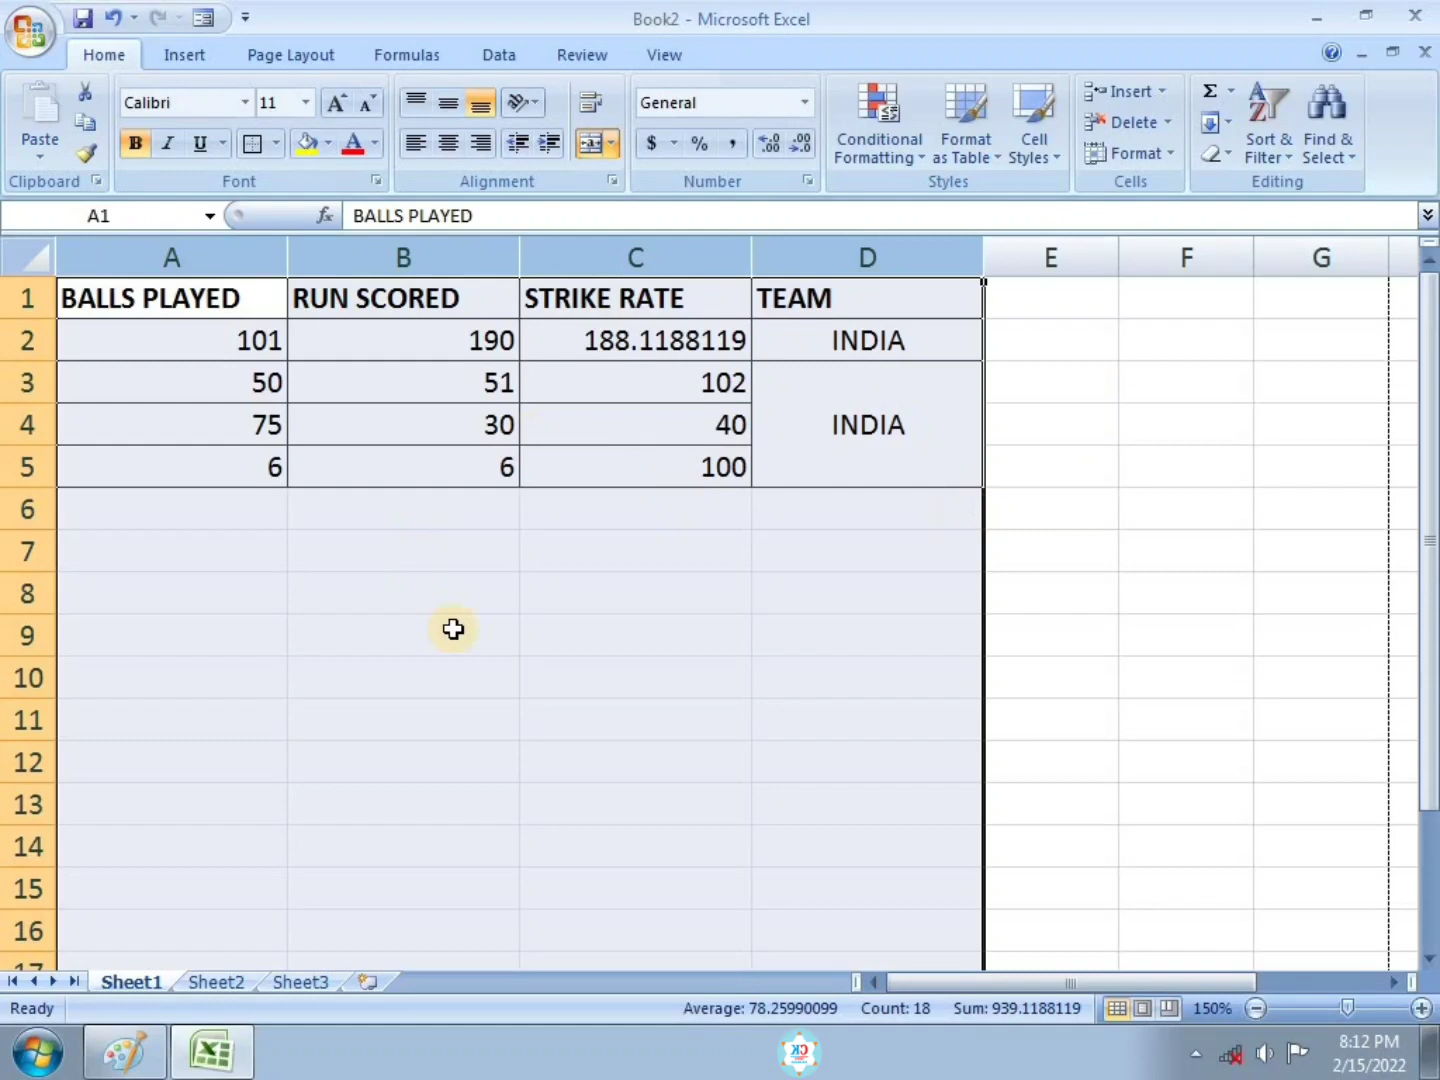 Book2 - Microsoft Excel
Home Insert Page Layout Formulas Data Review View
Paste
Clipboard
Calibri 11
B I U
Font
Alignment
General
$ % ,
Number
Conditional Formatting
Format as Table
Cell Styles
Styles
Insert
Delete
Format
Cells
Σ
Sort & Filter
Find & Select
Editing
A1 fx BALLS PLAYED
A B C D E F G
1 BALLS PLAYED RUN SCORED STRIKE RATE TEAM
2 101 190 188.1188119 INDIA
3 50 51 102
4 75 30 40 INDIA
5 6 6 100
6
7
8
9
10
11
12
13
14
15
16
17
Sheet1 Sheet2 Sheet3
Ready Average: 78.25990099 Count: 18 Sum: 939.1188119 150%
8:12 PM
2/15/2022